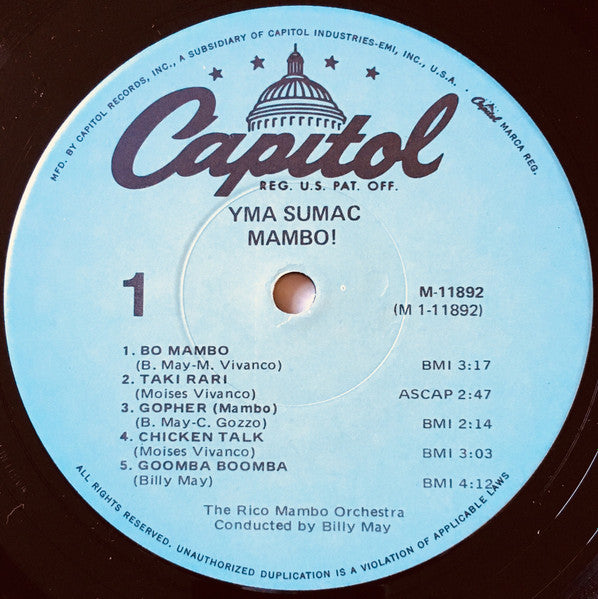 MFD. BY CAPITOL RECORDS, INC., A SUBSIDIARY OF CAPITOL INDUSTRIES-EMI, INC., U.S.A. · Capitol MARCA REG.
Capitol
REG. U.S. PAT. OFF.
YMA SUMAC
MAMBO!
1
M-11892
(M 1-11892)
1. BO MAMBO
(B. May-M. Vivanco) BMI 3:17
2. TAKI RARI
(Moises Vivanco) ASCAP 2:47
3. GOPHER (Mambo)
(B. May-C. Gozzo) BMI 2:14
4. CHICKEN TALK
(Moises Vivanco) BMI 3:03
5. GOOMBA BOOMBA
(Billy May) BMI 4:12
The Rico Mambo Orchestra
Conducted by Billy May
ALL RIGHTS RESERVED. UNAUTHORIZED DUPLICATION IS A VIOLATION OF APPLICABLE LAWS